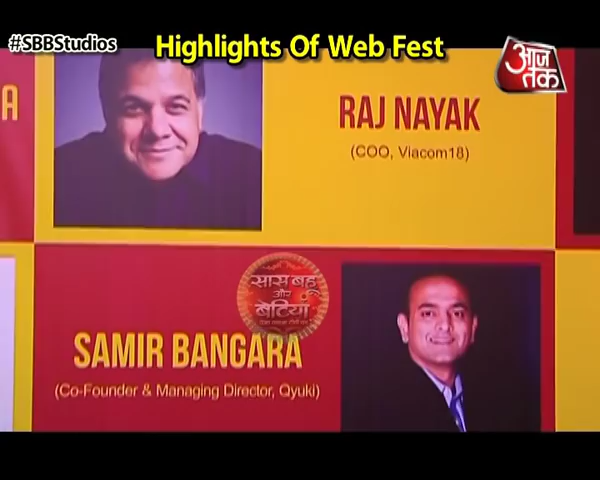 #SBBStudios
Highlights Of Web Fest
आज
तक
A
RAJ NAYAK
(COO, Viacom18)
सास बहू
और
बेटियां
SAMIR BANGARA
(Co-Founder & Managing Director, Qyuki)